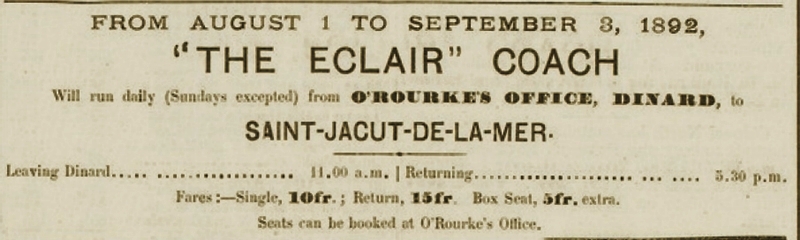 FROM AUGUST 1 TO SEPTEMBER 3, 1892,
"THE ECLAIR" COACH
Will run daily (Sundays excepted) from O'ROURKE'S OFFICE, DINARD, to
SAINT-JACUT-DE-LA-MER.
Leaving Dinard..... .................... 11.00 a.m. | Returning........................ ... .... 5.30 p.m.
Fares:—Single, 10fr.; Return, 15fr. Box Seat, 5fr. extra.
Seats can be booked at O'Rourke's Office.